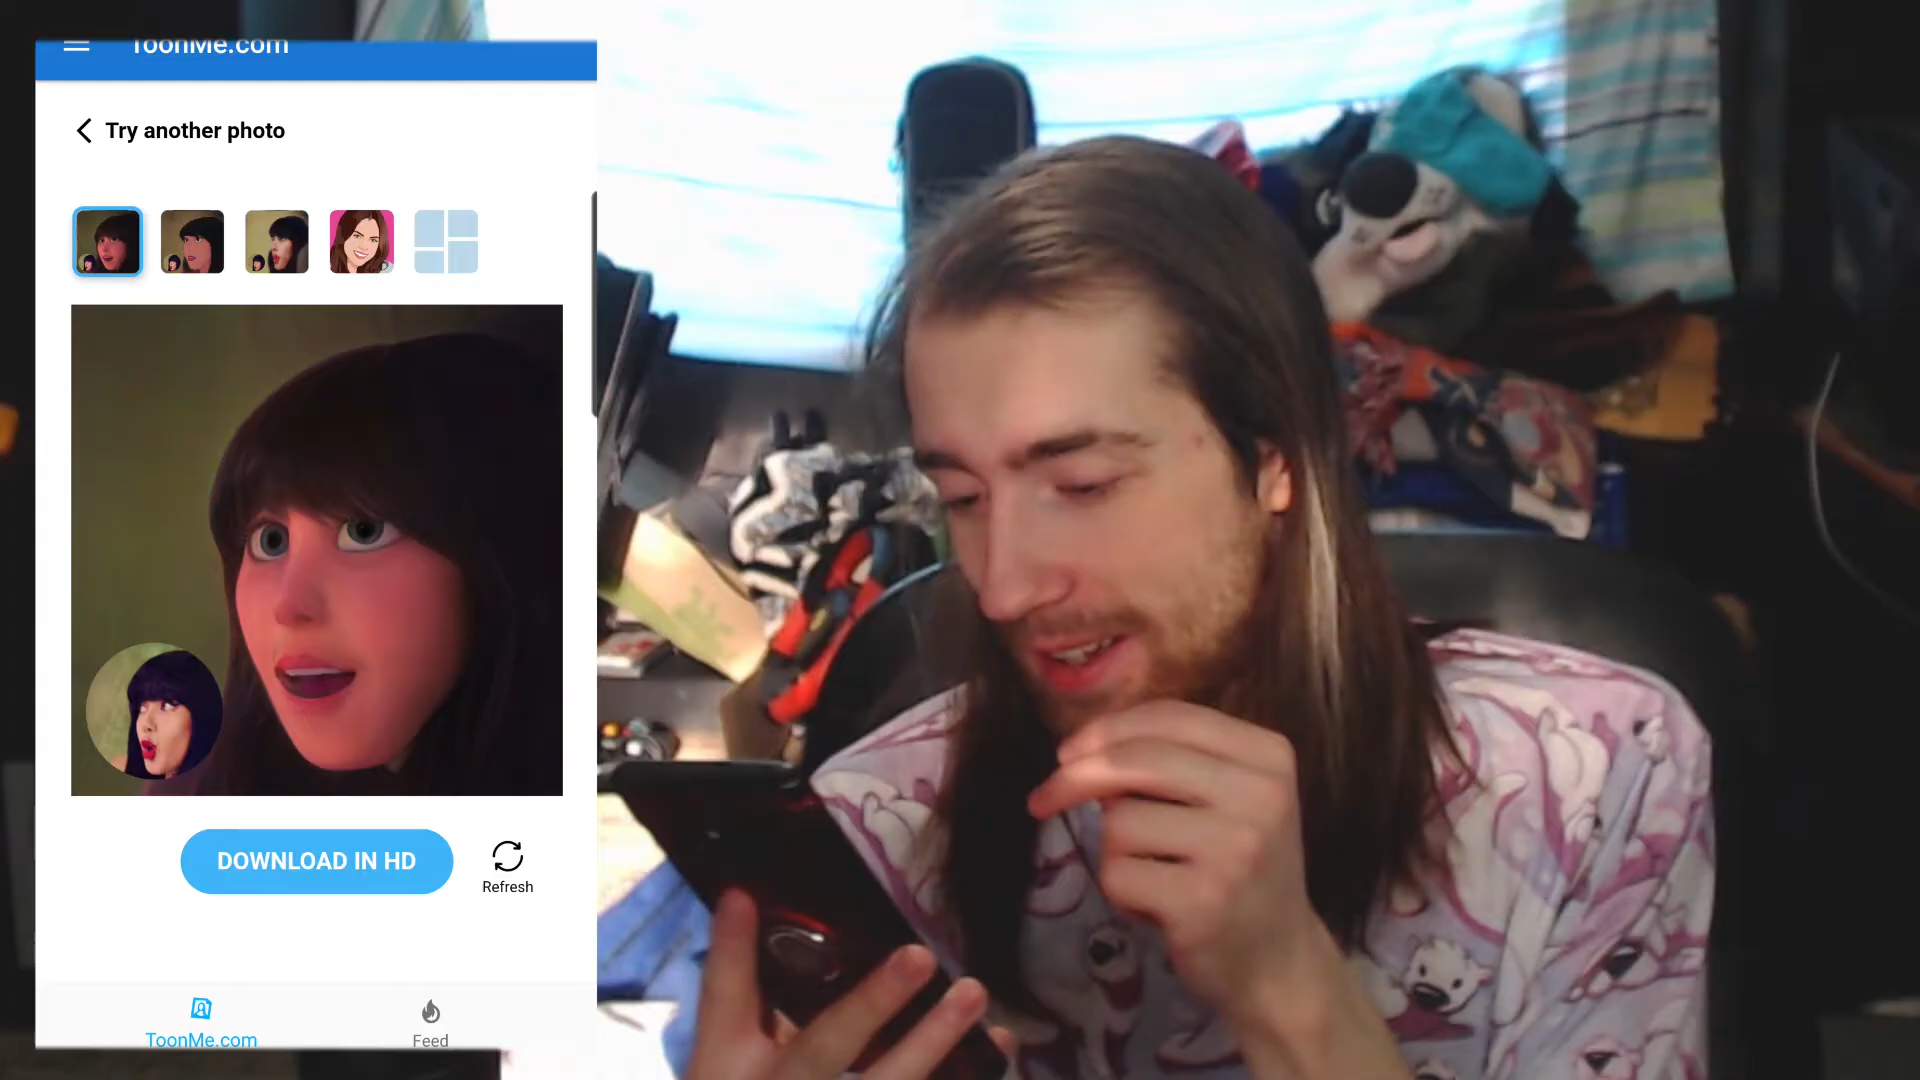 ToonMe.com
Try another photo
DOWNLOAD IN HD
Refresh
ToonMe.com
Feed